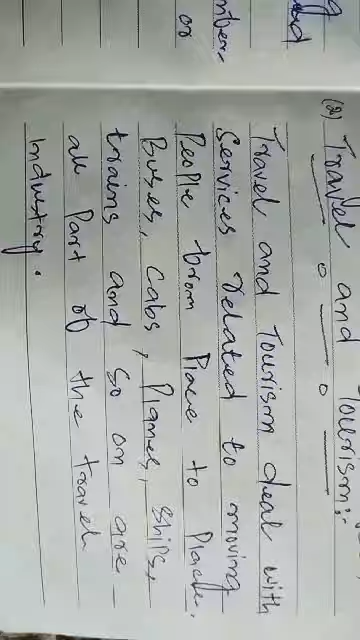 (2) Travel and Tourism:-
Travel and Tourism deal with
Services related to moving
People from Place to Place.
Buses, Cabs, Planes, Ships,
trains and so on are
all Part of the travel
Industry.